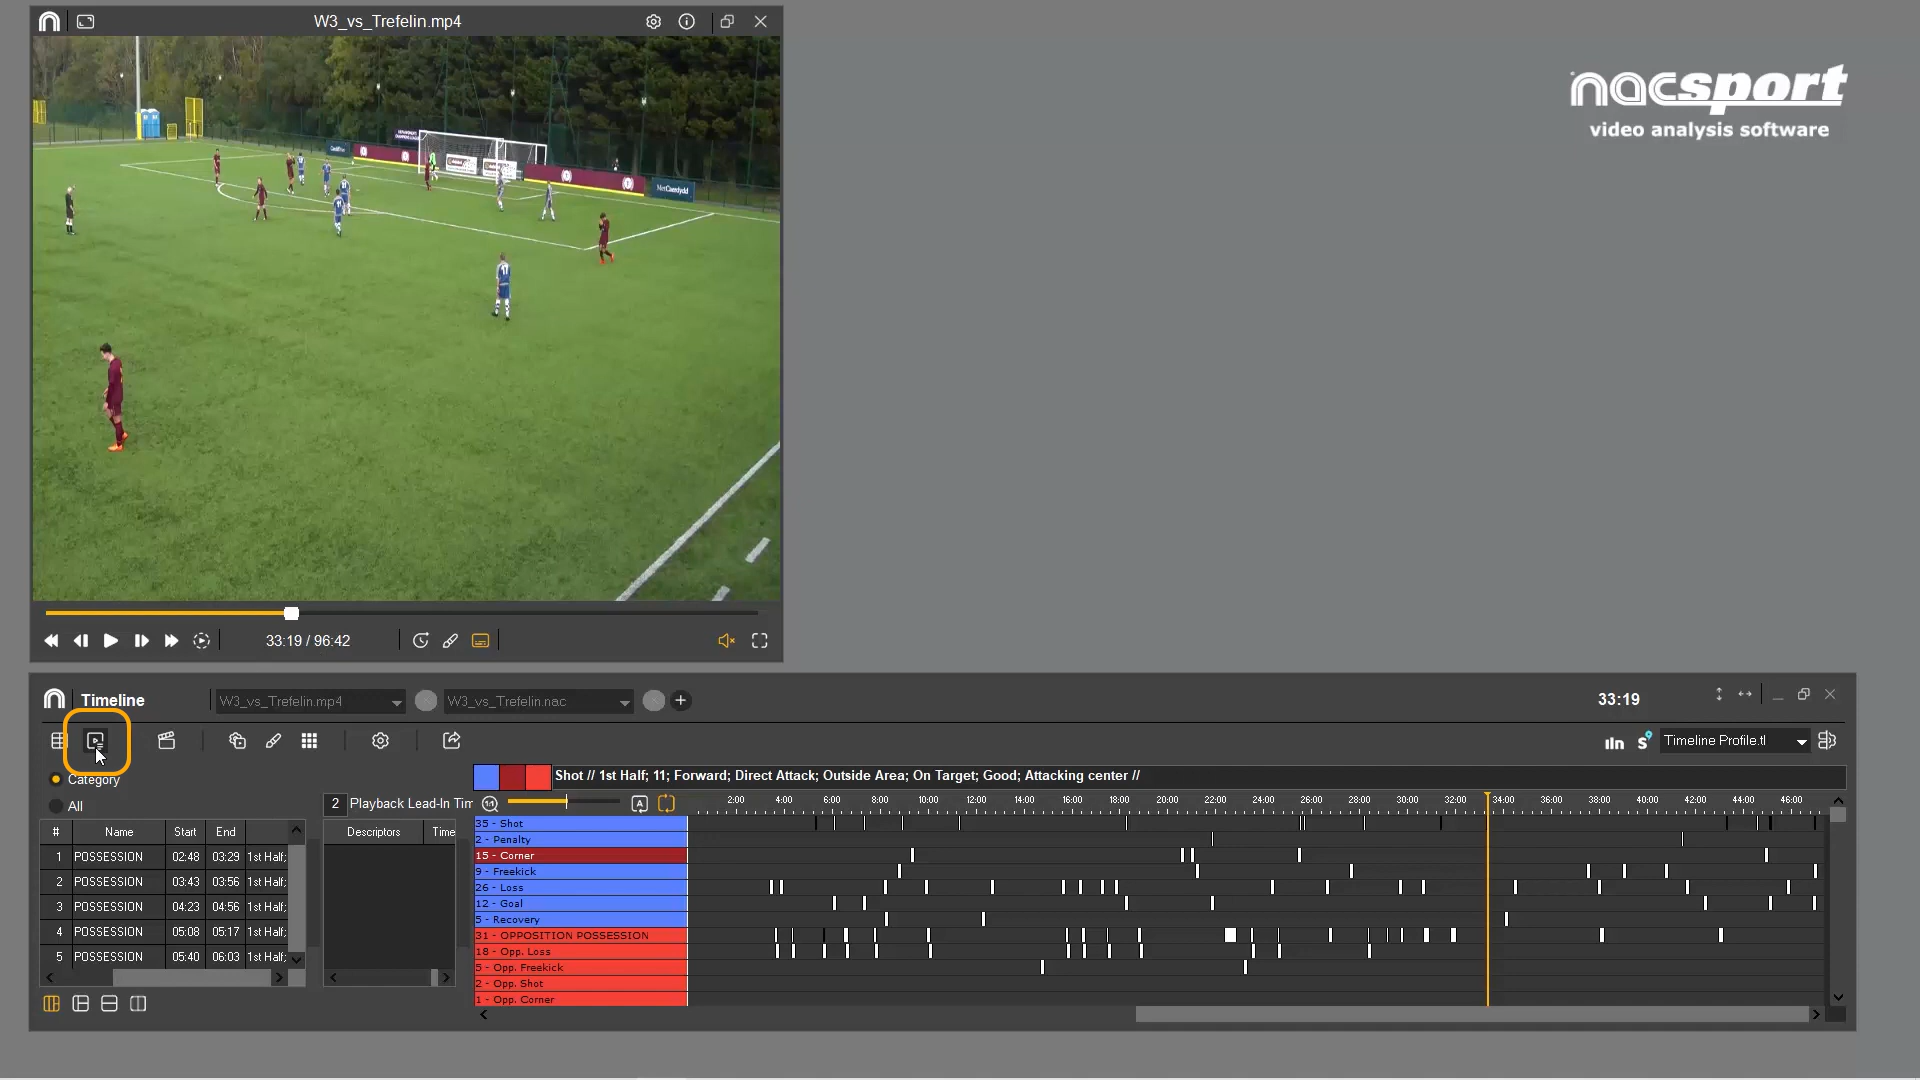 W3_vs_Trefelin.mp4
nacsport
video analysis software
33:19 / 96:42
Timeline
W3_vs_Trefelin.mp4
W3_vs_Trefelin.nac
33:19
Timeline Profile.tl
Category
All
2 Playback Lead-In Tim
Shot // 1st Half; 11; Forward; Direct Attack; Outside Area; On Target; Good; Attacking center //
2:00 4:00 6:00 8:00 10:00 12:00 14:00 16:00 18:00 20:00 22:00 24:00 26:00 28:00 30:00 32:00 34:00 36:00 38:00 40:00 42:00 44:00 46:00
# Name Start End
1 POSSESSION 02:48 03:29 1st Half;
2 POSSESSION 03:43 03:56 1st Half;
3 POSSESSION 04:23 04:56 1st Half;
4 POSSESSION 05:08 05:17 1st Half;
5 POSSESSION 05:40 06:03 1st Half;
Descriptors Time
35 - Shot
2 - Penalty
15 - Corner
9 - Freekick
26 - Loss
12 - Goal
5 - Recovery
31 - OPPOSITION POSSESSION
18 - Opp. Loss
5 - Opp. Freekick
2 - Opp. Shot
1 - Opp. Corner